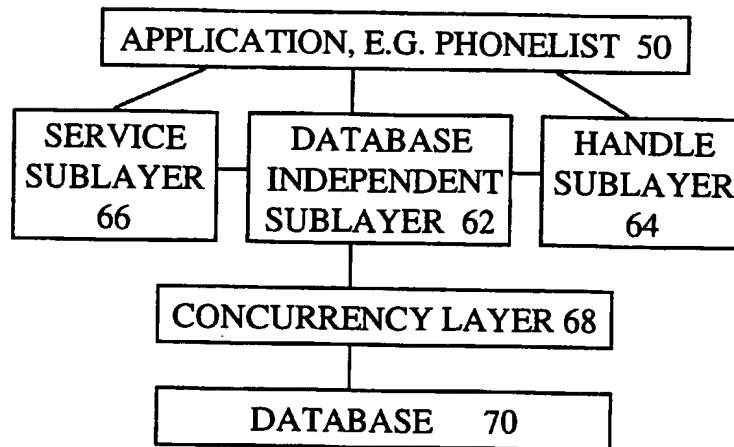 APPLICATION, E.G. PHONELIST 50
SERVICE
SUBLAYER
66
DATABASE
INDEPENDENT
SUBLAYER 62
HANDLE
SUBLAYER
64
CONCURRENCY LAYER 68
DATABASE 70